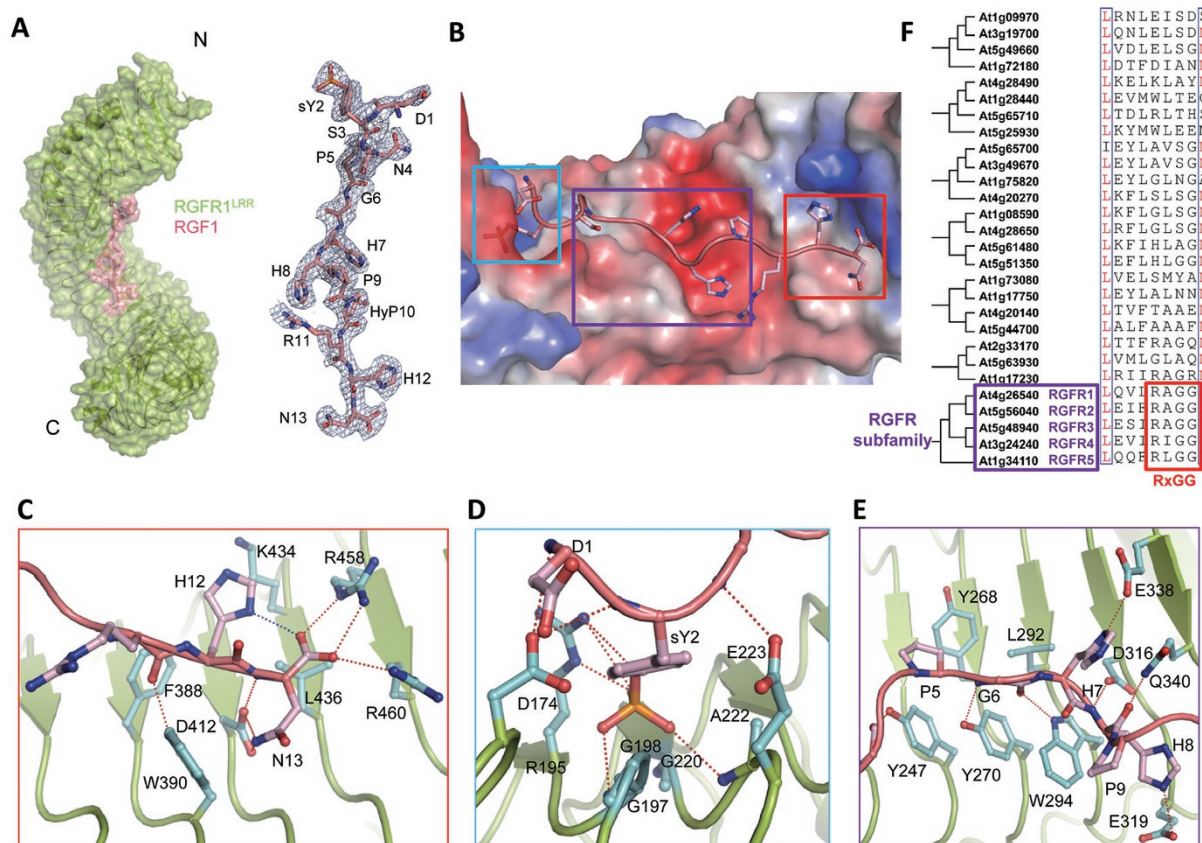 A
N
RGFR1LRR
RGF1
C
sY2
D1
S3
P5
N4
G6
H7
H8
P9
HyP10
R11
H12
N13
B
F
At1g09970 LRNLEISDS
At3g19700 LQNLELSD
At5g49660 LVDLELSG
At1g72180 LDTFDIAN
At4g28490 LKELKLAY
At1g28440 LEVMWLTE
At5g65710 LTDLRLTH
At5g25930 LKYMWLEE
At5g65700 IEYLAVSG
At3g49670 LEYLAVSG
At1g75820 LEYLGLNG
At4g20270 LKFLSLSG
At1g08590 LKFLGLSG
At4g28650 LRNLGLSG
At5g61480 LKFIHLAG
At5g51350 LEFLHLGG
At1g73080 LVELSMYA
At1g17750 LEYLALNN
At4g20140 LTVFTAAE
At5g44700 LALFAAAF
At2g33170 LTTFRAGQ
At5g63930 LVMLGLAQ
At1g17230 LRIIRAGR
RGFR subfamily
At4g26540 RGFR1 LQVIRAGG
At5g56040 RGFR2 LEIFRAGG
At5g48940 RGFR3 LESIRAGG
At3g24240 RGFR4 LEVIRIGG
At1g34110 RGFR5 LQQFRLGG
RxGG
C
K434
R458
H12
F388
L436
D412
R460
N13
W390
D
D1
sY2
E223
D174
A222
G198
R195
G220
G197
E
E338
Y268
L292
D316
P5
G6
H7
Q340
H8
Y247
Y270
W294
P9
E319